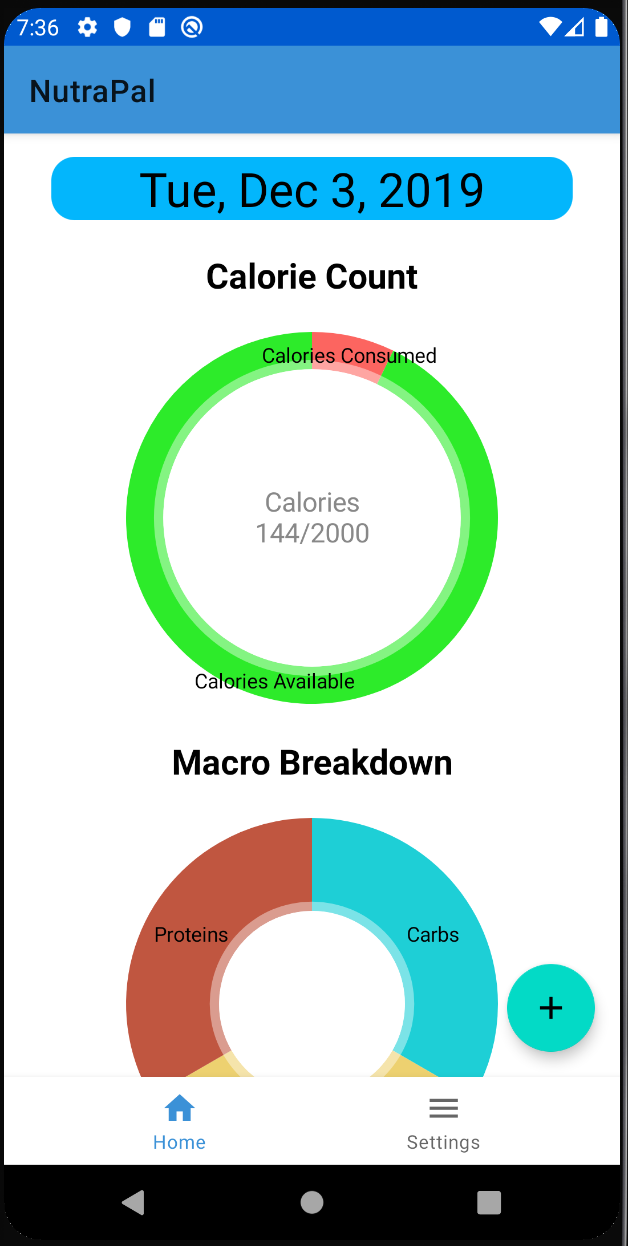 7:36
NutraPal
Tue, Dec 3, 2019
Calorie Count
Calories Consumed
Calories
144/2000
Calories Available
Macro Breakdown
Proteins
Carbs
+
Home
Settings